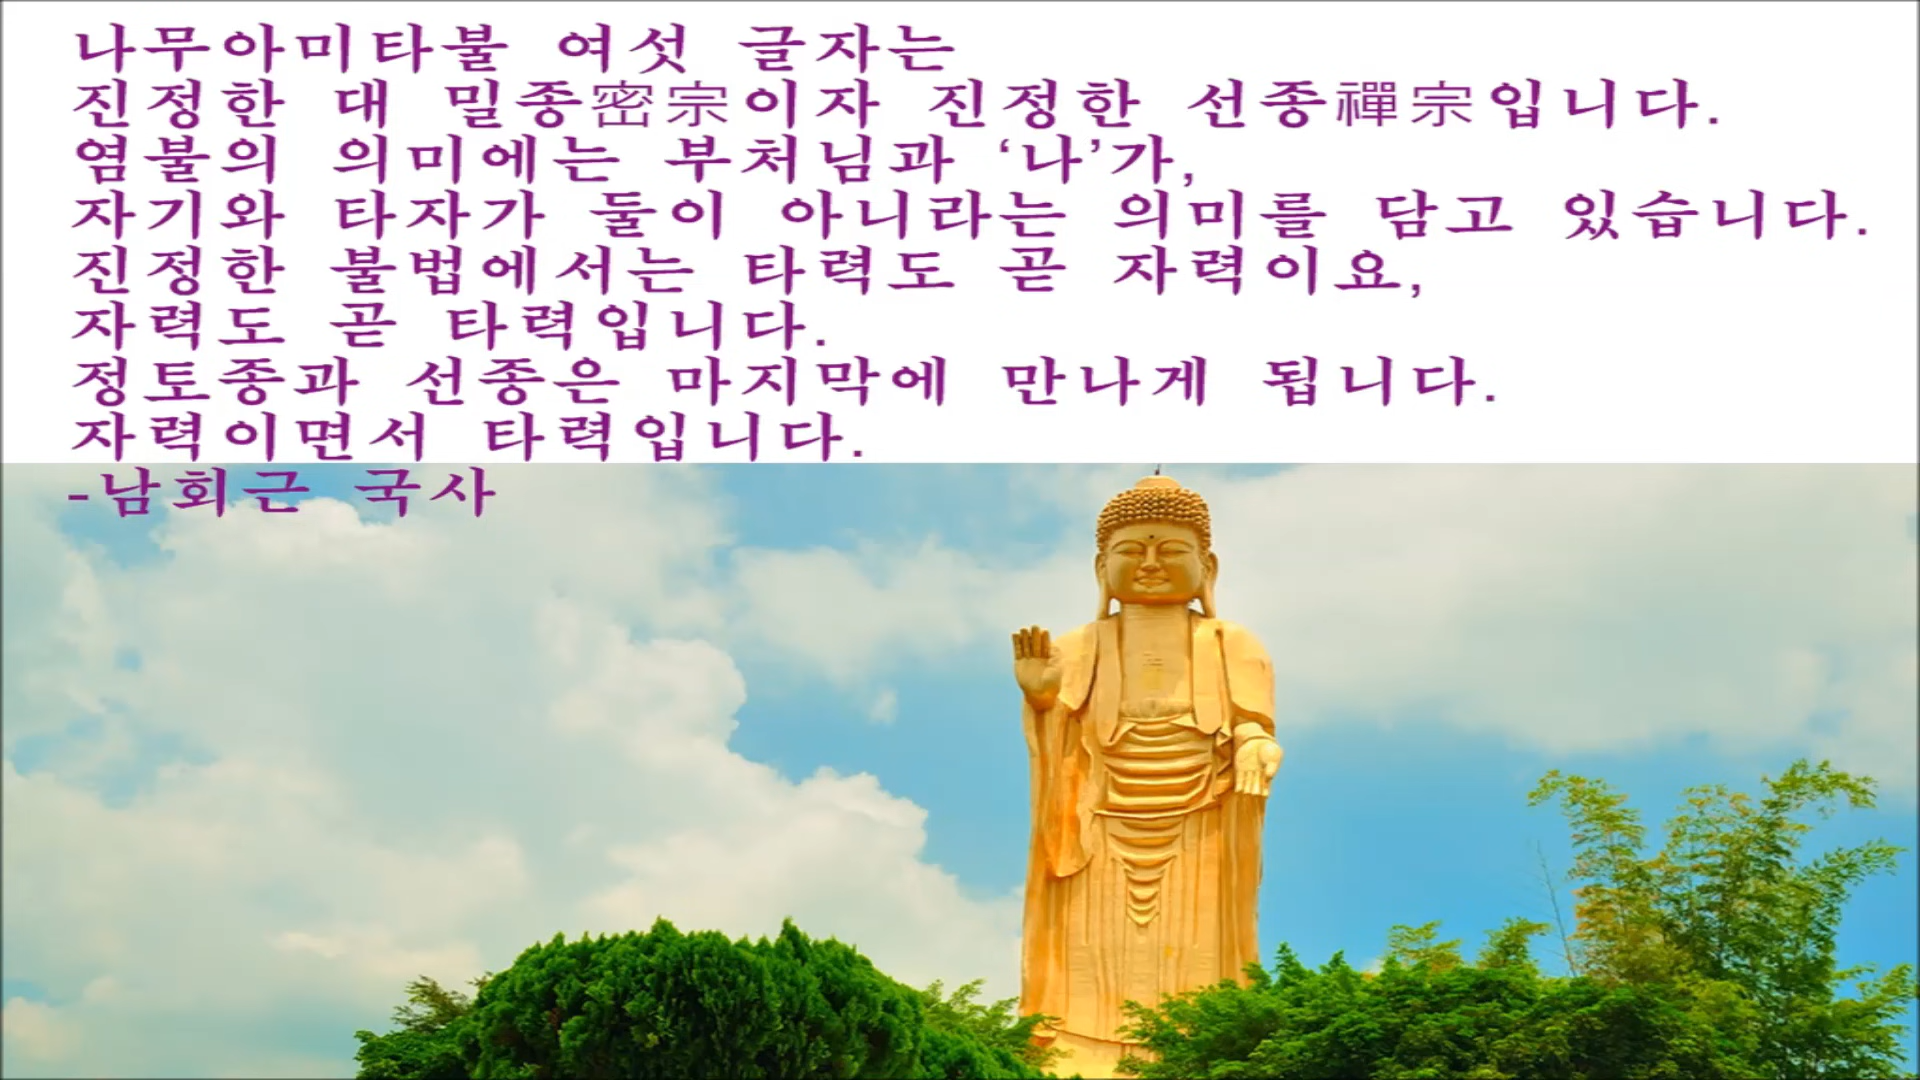 나무아미타불 여섯 글자는
진정한 대 밀종密宗이자 진정한 선종禪宗입니다.
염불의 의미에는 부처님과 ‘나’가,
자기와 타자가 둘이 아니라는 의미를 담고 있습니다.
진정한 불법에서는 타력도 곧 자력이요,
자력도 곧 타력입니다.
정토종과 선종은 마지막에 만나게 됩니다.
자력이면서 타력입니다.
-남회근 국사